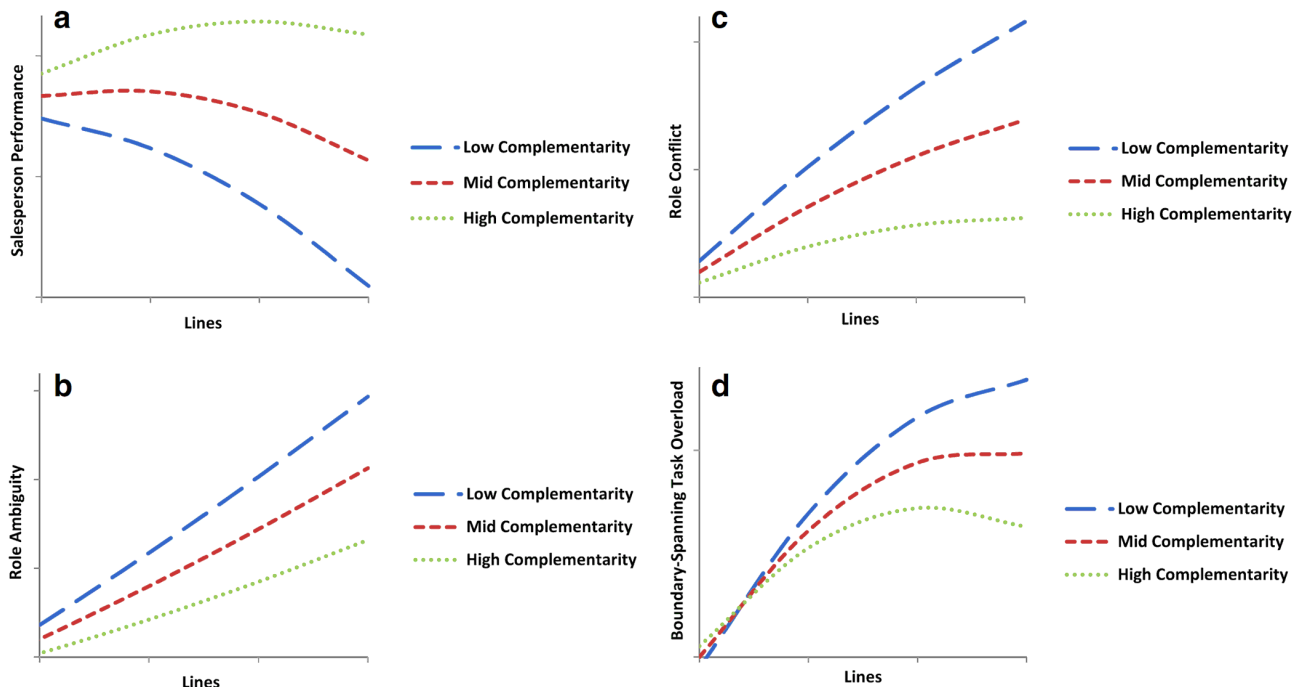 a
Salesperson Performance
Low Complementarity
Mid Complementarity
High Complementarity
Lines
c
Role Conflict
Low Complementarity
Mid Complementarity
High Complementarity
Lines
b
Role Ambiguity
Low Complementarity
Mid Complementarity
High Complementarity
Lines
d
Boundary-Spanning Task Overload
Low Complementarity
Mid Complementarity
High Complementarity
Lines